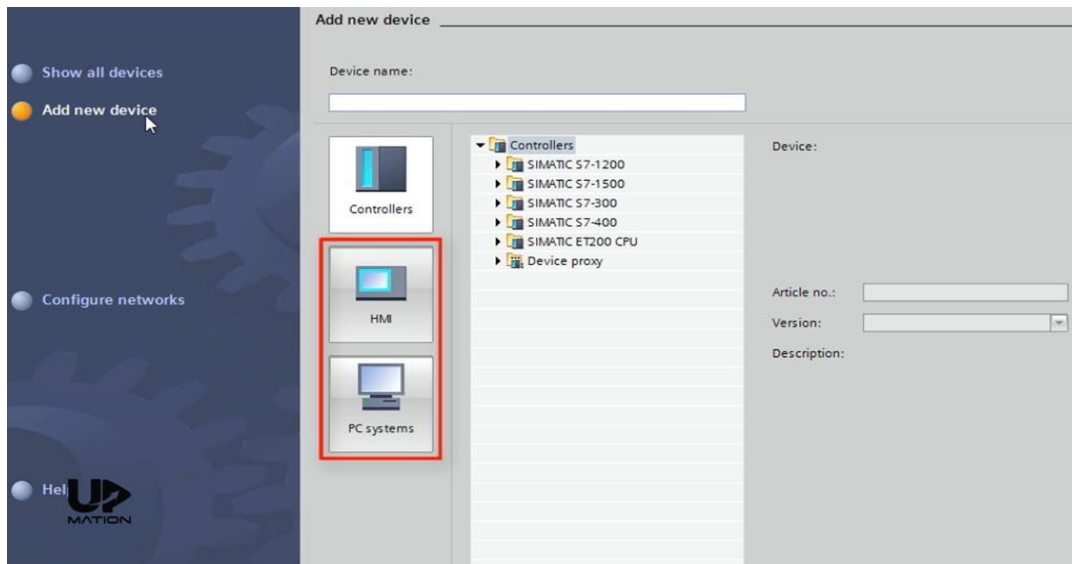 Add new device
Show all devices
Add new device
Configure networks
Hel
UP
MATION
Device name:
Controllers
HMI
PC systems
Controllers
SIMATIC S7-1200
SIMATIC S7-1500
SIMATIC S7-300
SIMATIC S7-400
SIMATIC ET200 CPU
Device proxy
Device:
Article no.:
Version:
Description: